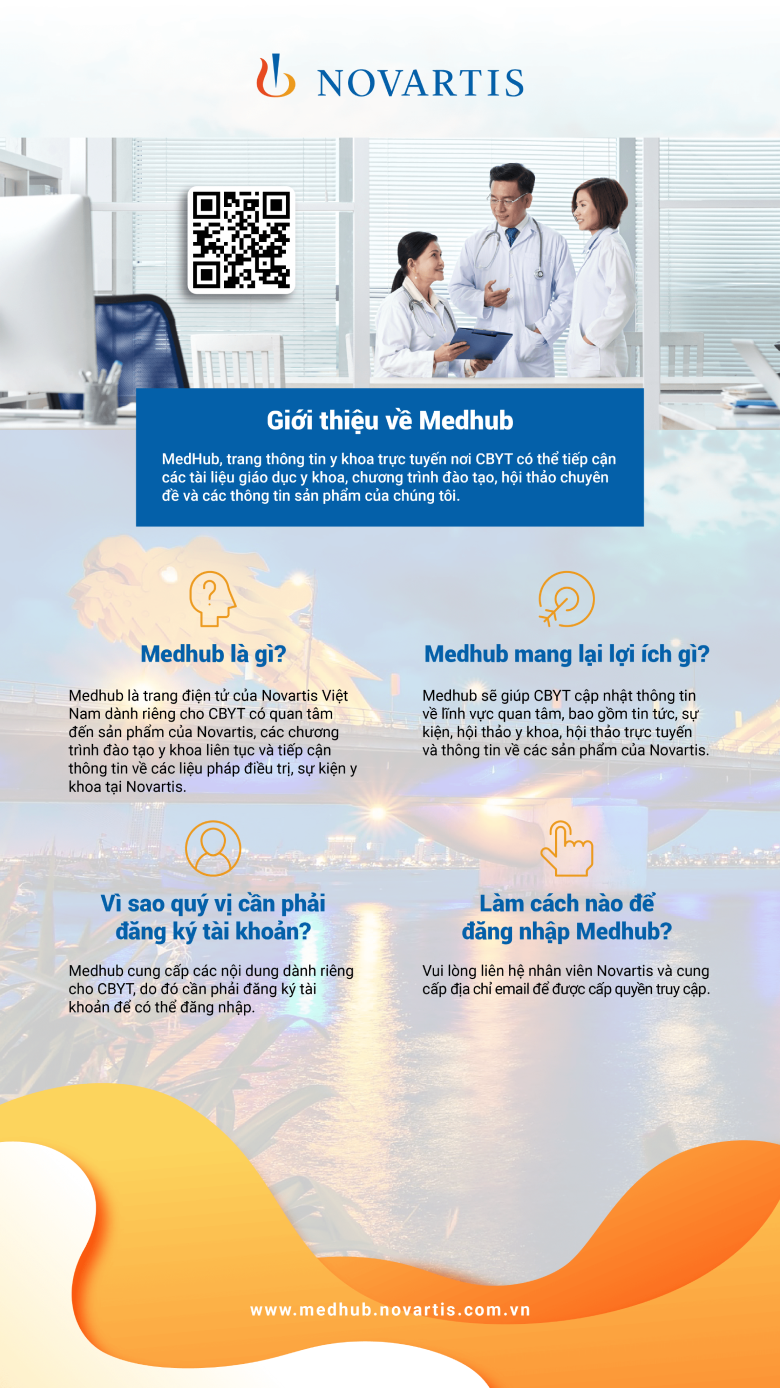 NOVARTIS
Giới thiệu về Medhub
MedHub, trang thông tin y khoa trực tuyến nơi CBYT có thể tiếp cận
các tài liệu giáo dục y khoa, chương trình đào tạo, hội thảo chuyên
đề và các thông tin sản phẩm của chúng tôi.
Medhub là gì?
Medhub là trang điện tử của Novartis Việt
Nam dành riêng cho CBYT có quan tâm
đến sản phẩm của Novartis, các chương
trình đào tạo y khoa liên tục và tiếp cận
thông tin về các liệu pháp điều trị, sự kiện y
khoa tại Novartis.
Medhub mang lại lợi ích gì?
Medhub sẽ giúp CBYT cập nhật thông tin
về lĩnh vực quan tâm, bao gồm tin tức, sự
kiện, hội thảo y khoa, hội thảo trực tuyến
và thông tin về các sản phẩm của Novartis.
Vì sao quý vị cần phải
đăng ký tài khoản?
Medhub cung cấp các nội dung dành riêng
cho CBYT, do đó cần phải đăng ký tài
khoản để có thể đăng nhập.
Làm cách nào để
đăng nhập Medhub?
Vui lòng liên hệ nhân viên Novartis và cung
cấp địa chỉ email để được cấp quyền truy cập.
www.medhub.novartis.com.vn